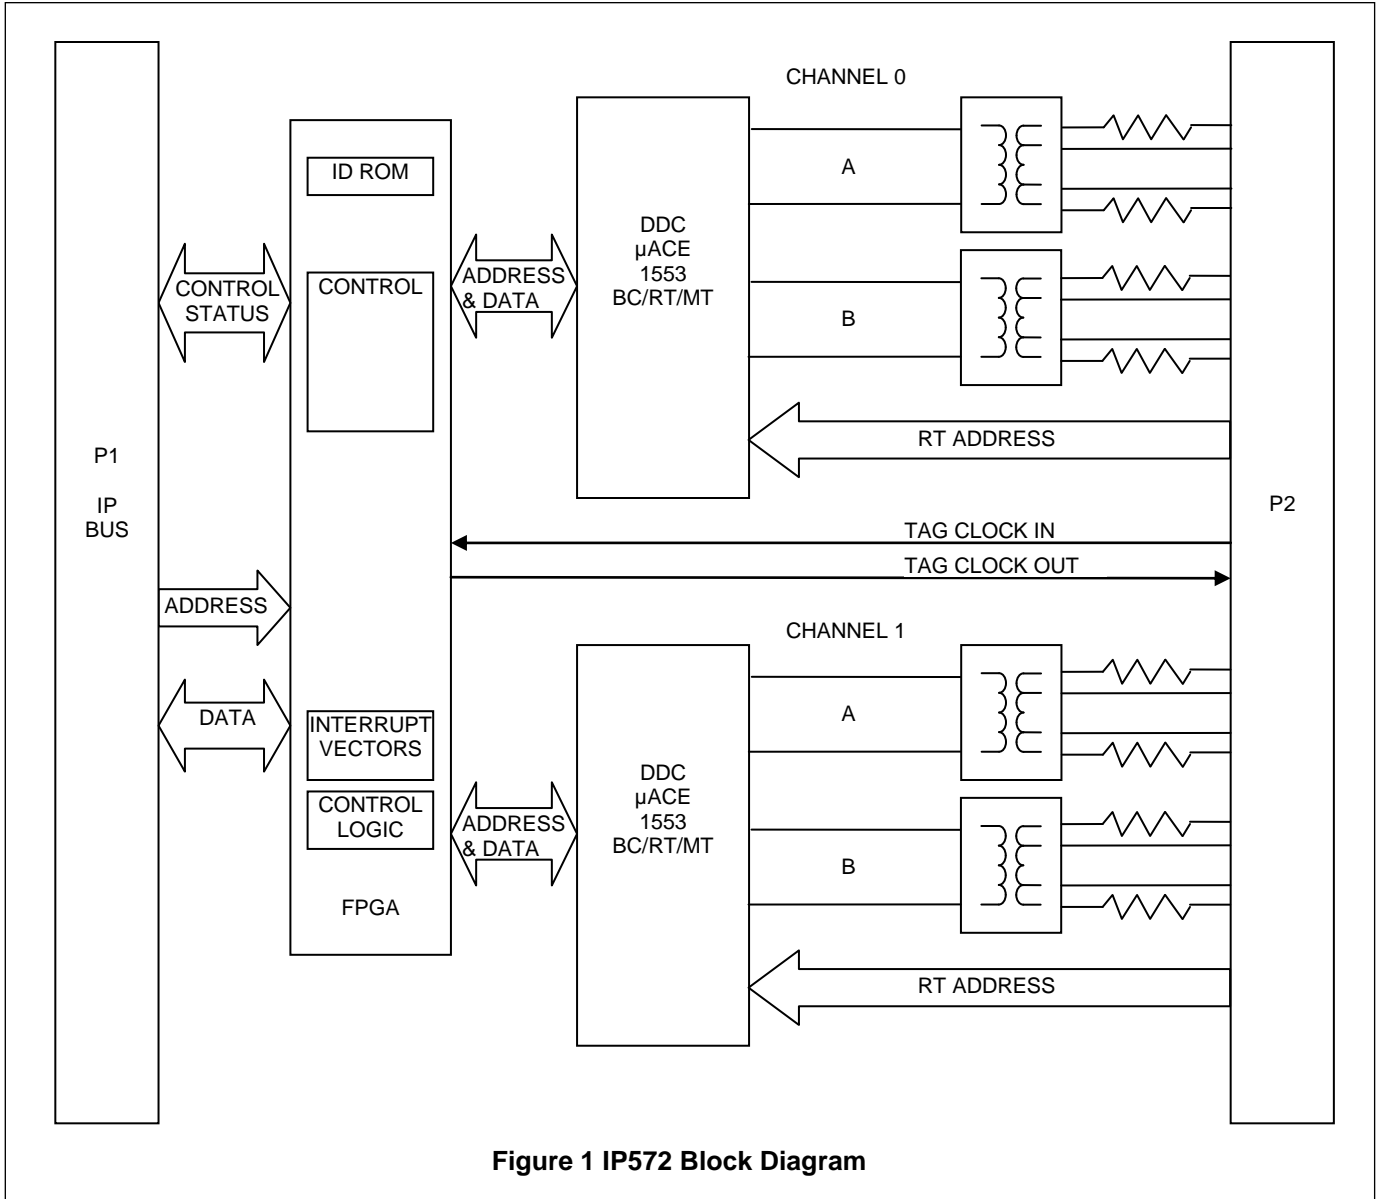 CHANNEL 0
ID ROM
A
DDC
µACE
1553
BC/RT/MT
CONTROL
STATUS
CONTROL
ADDRESS
& DATA
B
RT ADDRESS
P1
IP
BUS
P2
TAG CLOCK IN
TAG CLOCK OUT
ADDRESS
CHANNEL 1
DATA
INTERRUPT
VECTORS
A
DDC
µACE
1553
BC/RT/MT
CONTROL
LOGIC
ADDRESS
& DATA
B
FPGA
RT ADDRESS
Figure 1 IP572 Block Diagram